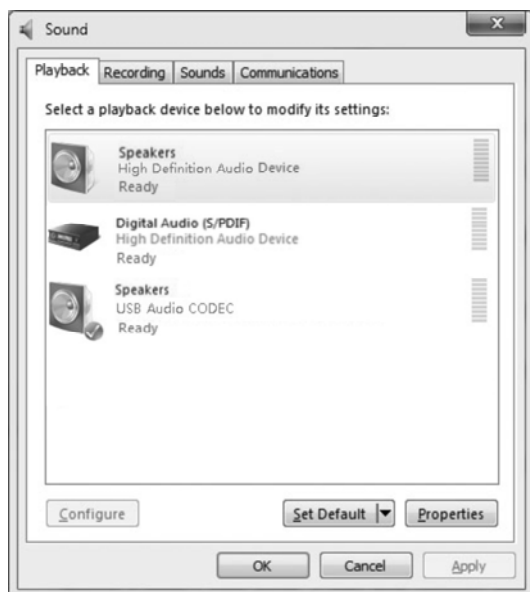 Sound
Playback Recording Sounds Communications
Select a playback device below to modify its settings:
Speakers
High Definition Audio Device
Ready
Digital Audio (S/PDIF)
High Definition Audio Device
Ready
Speakers
USB Audio CODEC
Ready
Configure Set Default Properties
OK Cancel Apply